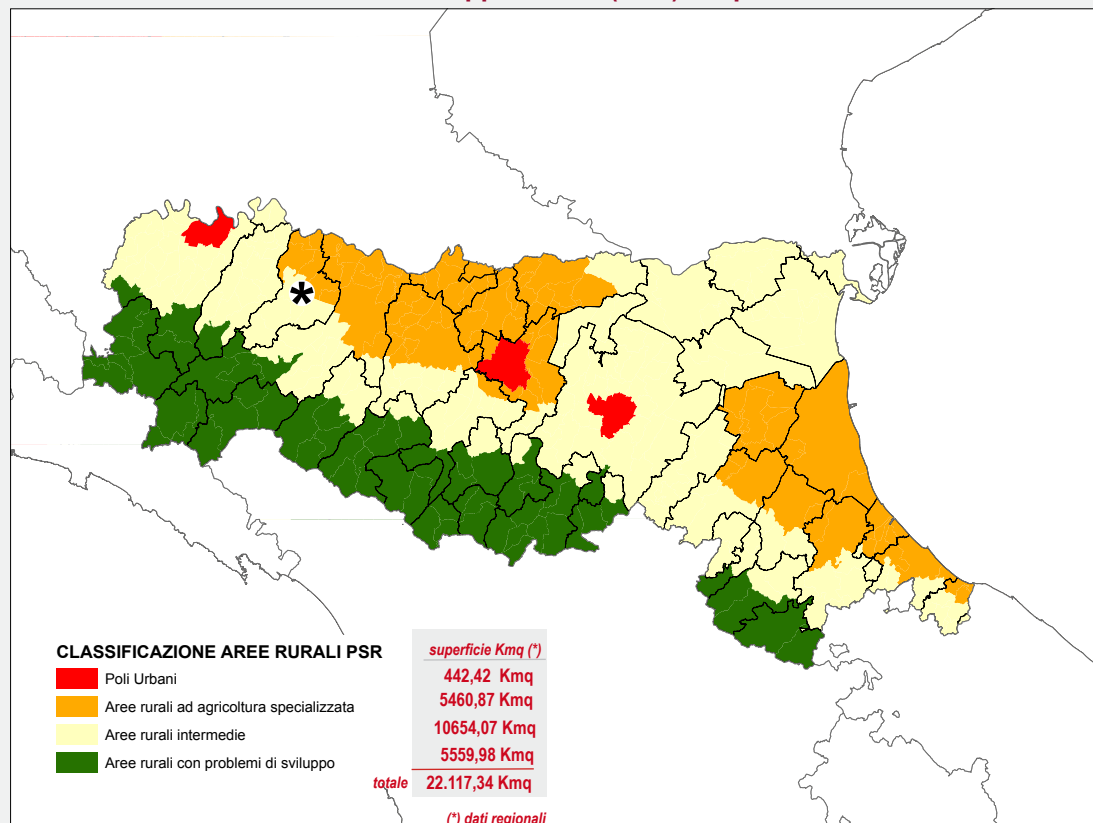 CLASSIFICAZIONE AREE RURALI PSR
superficie Kmq (*)
Poli Urbani
442,42 Kmq
Aree rurali ad agricoltura specializzata
5460,87 Kmq
Aree rurali intermedie
10654,07 Kmq
Aree rurali con problemi di sviluppo
5559,98 Kmq
totale 22.117,34 Kmq
(*) dati regionali